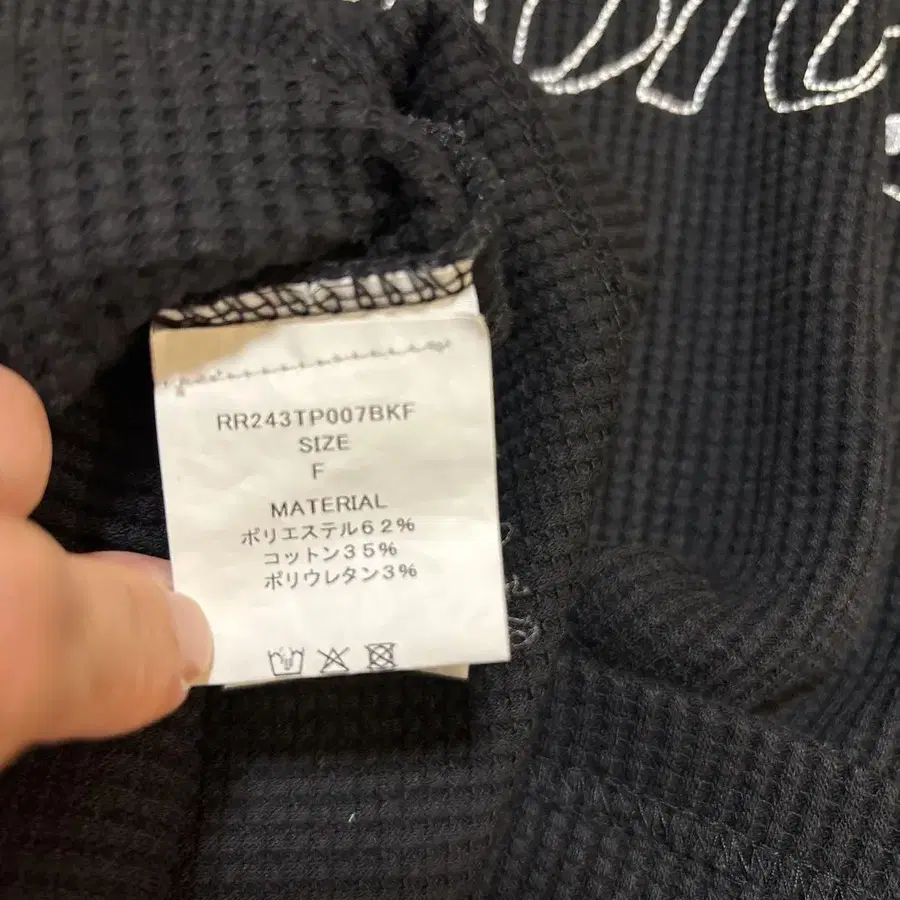 RR243TP007BKF
SIZE
F
MATERIAL
ポリエステル62%
コットン35%
ポリウレタン3%